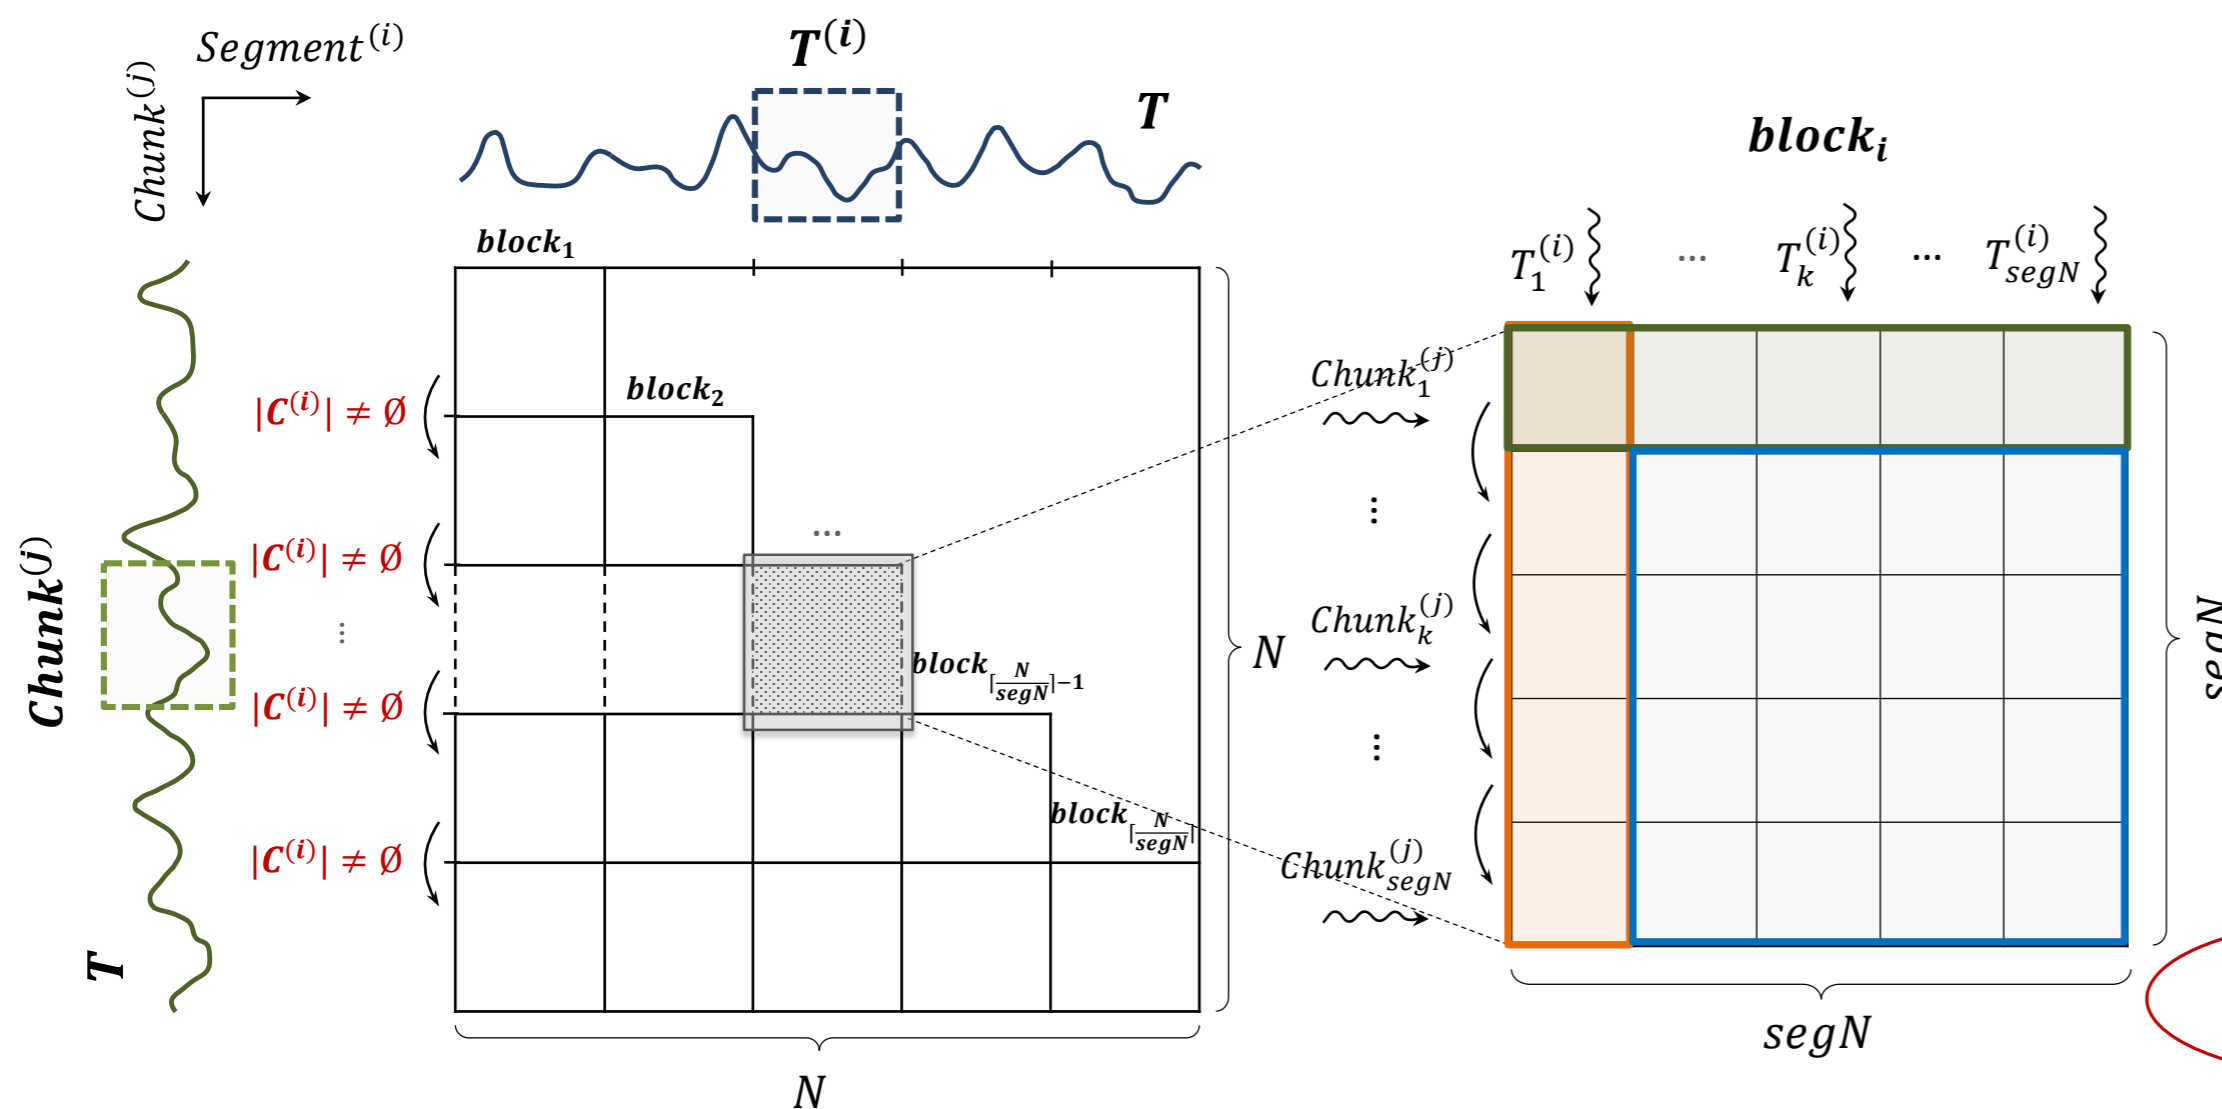 Segment^(i)
Chunk^(j)
T^(i)
T
block_i
block_1
T_1^(i) ... T_k^(i) ... T_segN^(i)
block_2
|C^(i)| ≠ Ø
Chunk_1^(j)
...
|C^(i)| ≠ Ø
⋮
⋮
Chunk^(j)
N
Chunk_k^(j)
segN
block_⌈N/segN⌉−1
|C^(i)| ≠ Ø
⋮
block_⌈N/segN⌉
|C^(i)| ≠ Ø
Chunk_segN^(j)
T
segN
N